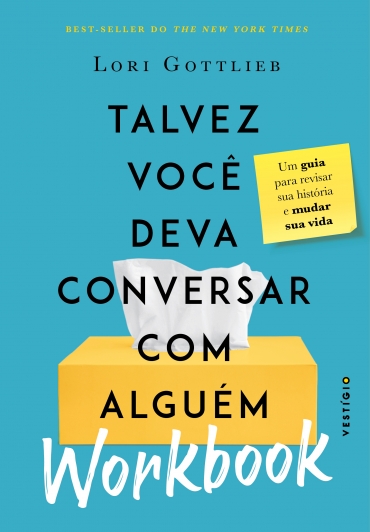 BEST-SELLER DO THE NEW YORK TIMES
LORI GOTTLIEB
TALVEZ
VOCÊ
DEVA
CONVERSAR
COM
ALGUÉM
Workbook
Um guia
para revisar
sua história
e mudar
sua vida
VESTÍGIO